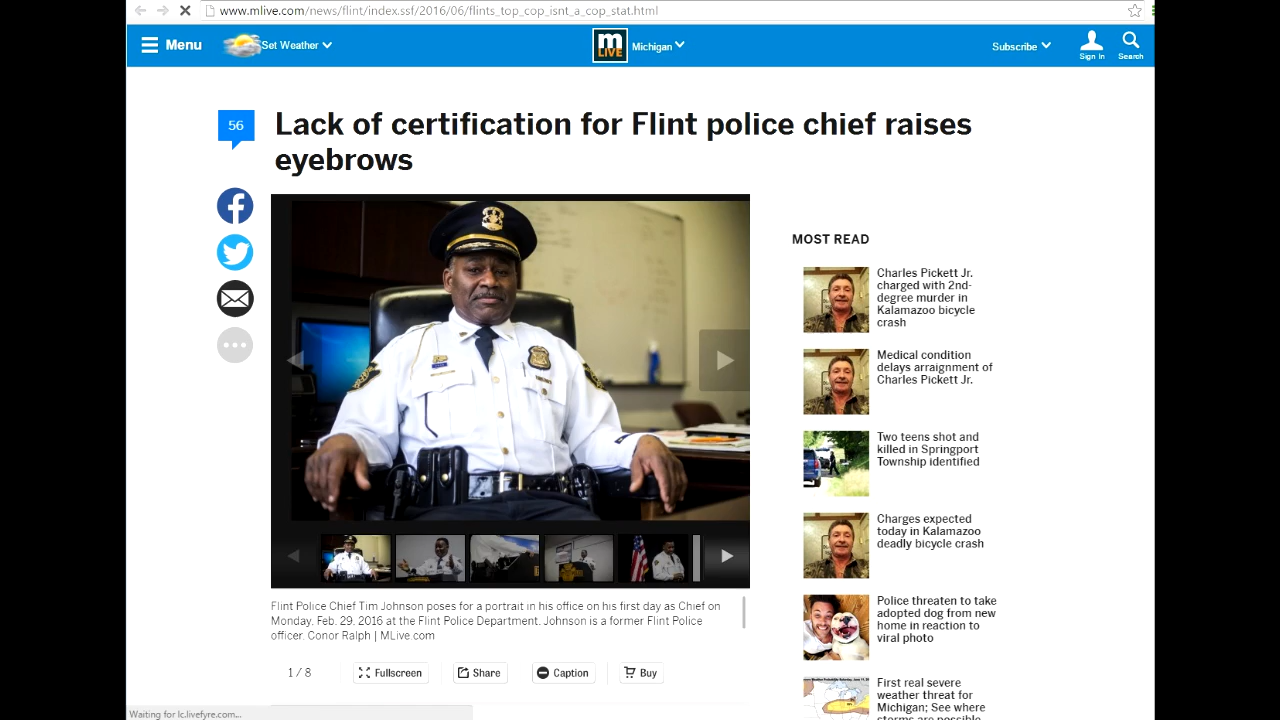 www.mlive.com/news/flint/index.ssf/2016/06/flints_top_cop_isnt_a_cop_stat.html
Menu
Set Weather
m
LIVE
Michigan
Subscribe
Sign In
Search
56
Lack of certification for Flint police chief raises
eyebrows
MOST READ
Charles Pickett Jr.
charged with 2nd-
degree murder in
Kalamazoo bicycle
crash
Medical condition
delays arraignment of
Charles Pickett Jr.
Two teens shot and
killed in Springport
Township identified
Charges expected
today in Kalamazoo
deadly bicycle crash
Police threaten to take
adopted dog from new
home in reaction to
viral photo
First real severe
weather threat for
Michigan; See where
storms are possible
Flint Police Chief Tim Johnson poses for a portrait in his office on his first day as Chief on
Monday, Feb. 29, 2016 at the Flint Police Department. Johnson is a former Flint Police
officer. Conor Ralph | MLive.com
1 / 8
Fullscreen
Share
Caption
Buy
Waiting for lc.livefyre.com...